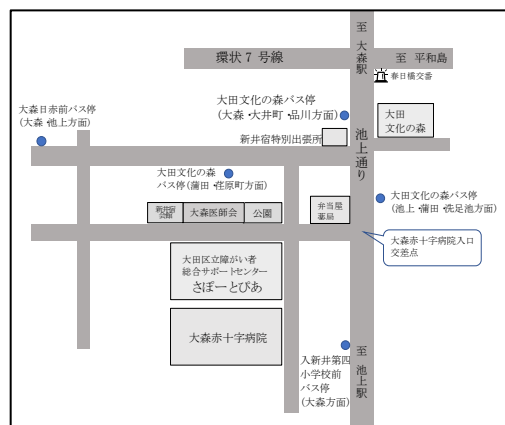 至 大森駅
環状7号線
至 平和島
春日橋交番
大田文化の森バス停
(大森・大井町・品川方面)
大田
文化の森
大森日赤前バス停
(大森・池上方面)
新井宿特別出張所
池上通り
大田文化の森
バス停(蒲田・荏原町方面)
大田文化の森バス停
(池上・蒲田・洗足池方面)
新井宿
会館
大森医師会
公園
弁当屋
薬局
大森赤十字病院入口
交差点
大田区立障がい者
総合サポートセンター
さぽーとぴあ
大森赤十字病院
入新井第四
小学校前
バス停
(大森方面)
至 池上駅